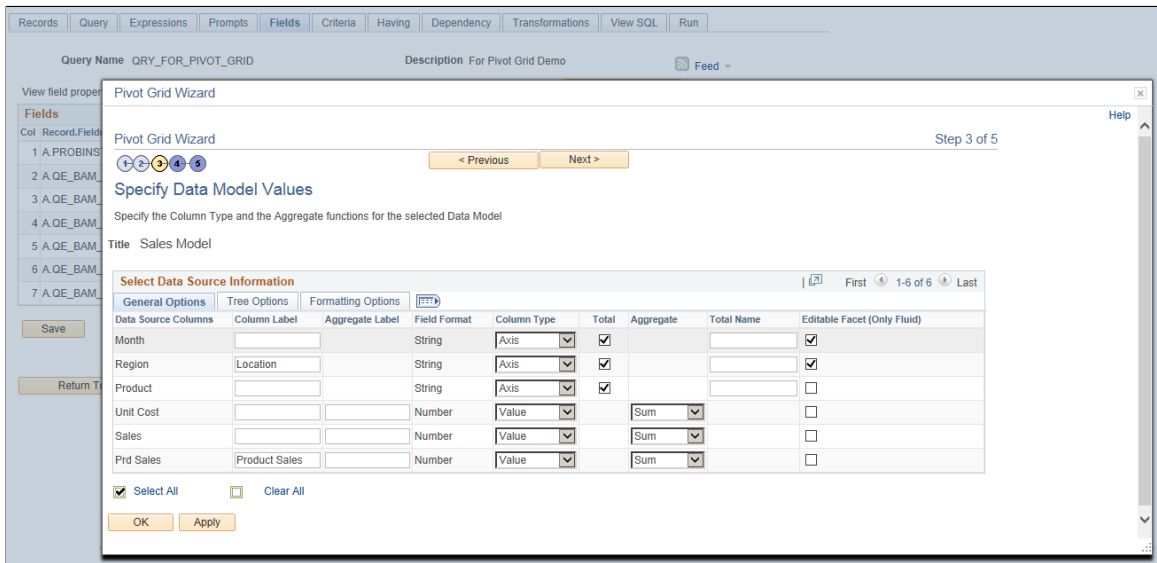 Records Query Expressions Prompts Fields Criteria Having Dependency Transformations View SQL Run
Query Name QRY_FOR_PIVOT_GRID Description For Pivot Grid Demo Feed
View field proper
Pivot Grid Wizard
Help
Fields
Col Record.Field
Pivot Grid Wizard Step 3 of 5
1 A.PROBINS
1 2 3 4 5 < Previous Next >
2 A.QE_BAM_
Specify Data Model Values
3 A.QE_BAM_
Specify the Column Type and the Aggregate functions for the selected Data Model
4 A.QE_BAM_
5 A.QE_BAM_
Title Sales Model
6 A.QE_BAM_
7 A.QE_BAM_
Select Data Source Information First 1-6 of 6 Last
General Options Tree Options Formatting Options
Data Source Columns Column Label Aggregate Label Field Format Column Type Total Aggregate Total Name Editable Facet (Only Fluid)
Save
Month String Axis
Region Location String Axis
Return T
Product String Axis
Unit Cost Number Value Sum
Sales Number Value Sum
Prd Sales Product Sales Number Value Sum
Select All Clear All
OK Apply